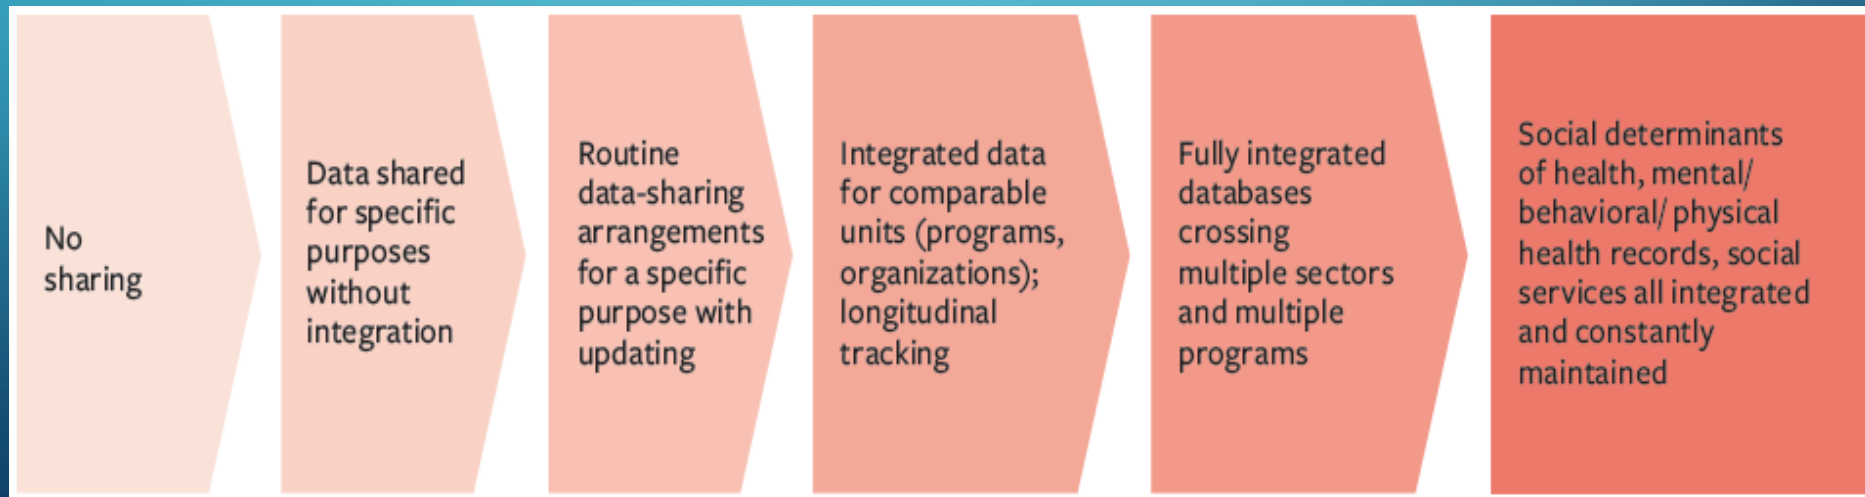 No
sharing
Data shared
for specific
purposes
without
integration
Routine
data-sharing
arrangements
for a specific
purpose with
updating
Integrated data
for comparable
units (programs,
organizations);
longitudinal
tracking
Fully integrated
databases
crossing
multiple sectors
and multiple
programs
Social determinants
of health, mental/
behavioral/ physical
health records, social
services all integrated
and constantly
maintained